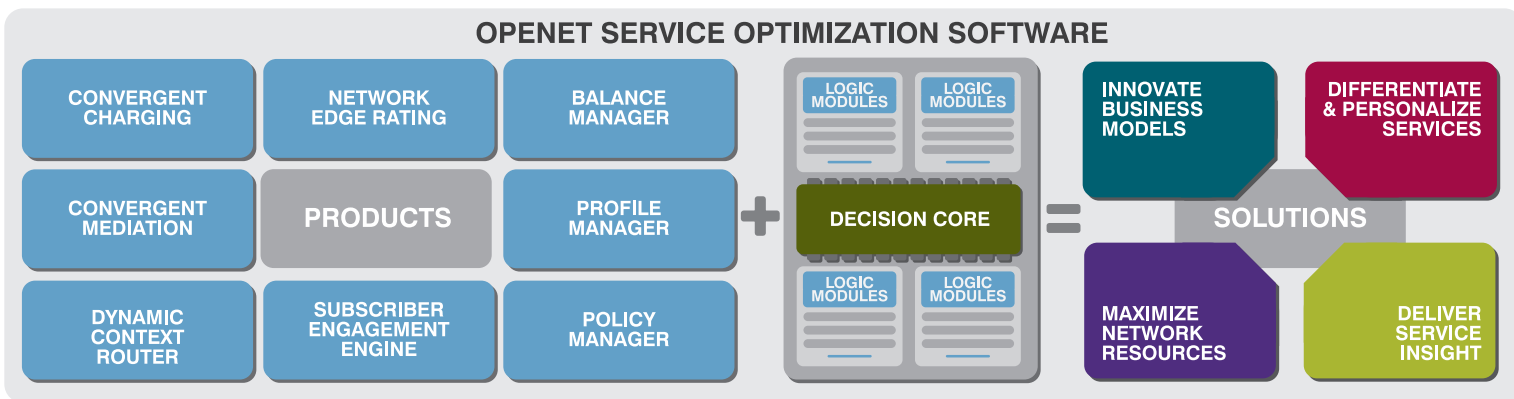 OPENET SERVICE OPTIMIZATION SOFTWARE
CONVERGENT
CHARGING
NETWORK
EDGE RATING
BALANCE
MANAGER
CONVERGENT
MEDIATION
PRODUCTS
PROFILE
MANAGER
DYNAMIC
CONTEXT
ROUTER
SUBSCRIBER
ENGAGEMENT
ENGINE
POLICY
MANAGER
+
LOGIC
MODULES
LOGIC
MODULES
DECISION CORE
LOGIC
MODULES
LOGIC
MODULES
=
INNOVATE
BUSINESS
MODELS
DIFFERENTIATE
& PERSONALIZE
SERVICES
SOLUTIONS
MAXIMIZE
NETWORK
RESOURCES
DELIVER
SERVICE
INSIGHT